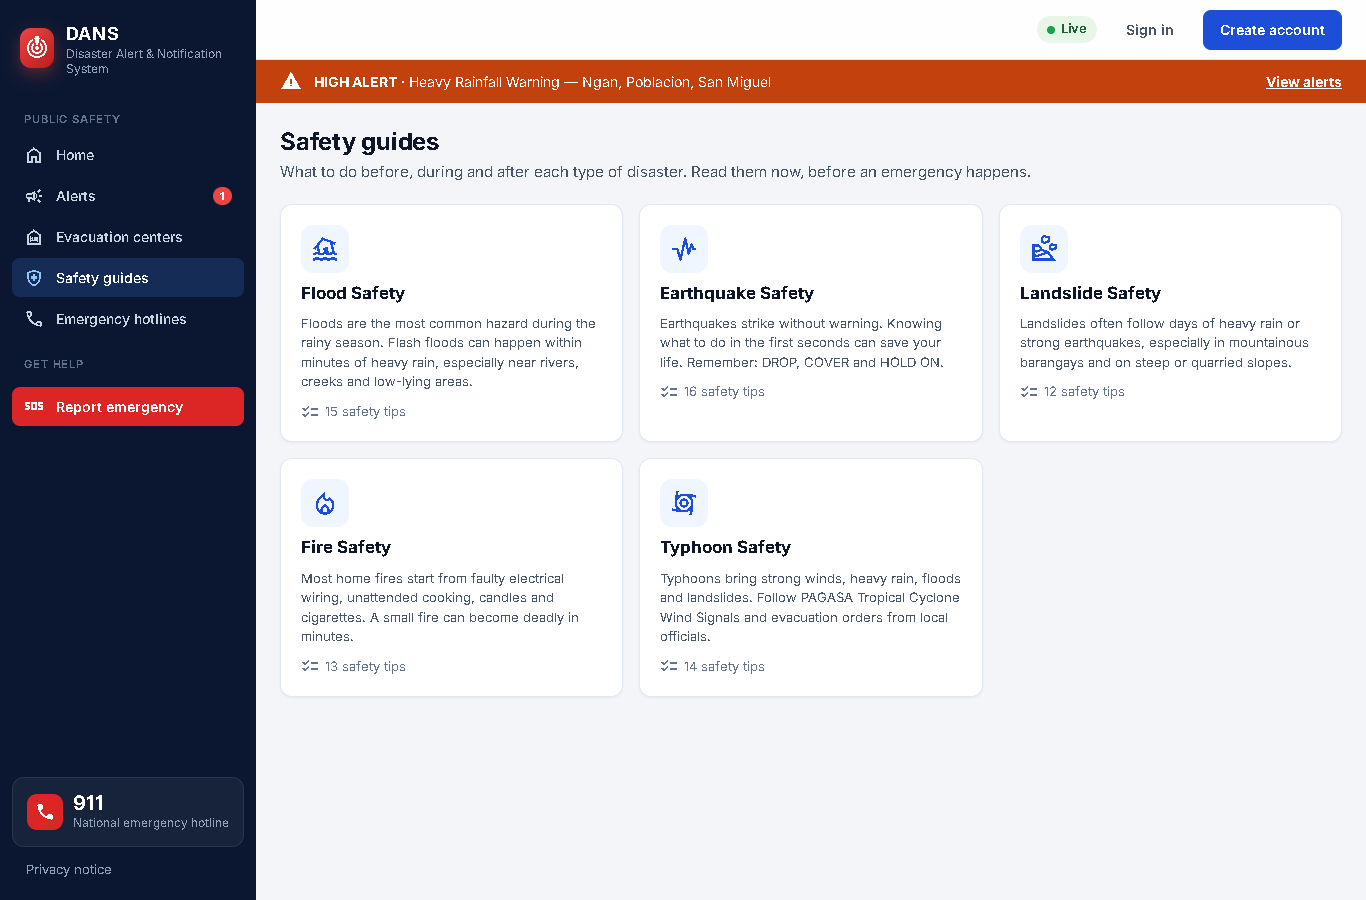 DANS
Disaster Alert & Notification
System
PUBLIC SAFETY
Home
Alerts
1
Evacuation centers
Safety guides
Emergency hotlines
GET HELP
SOS Report emergency
911
National emergency hotline
Privacy notice
Live
Sign in
Create account
HIGH ALERT · Heavy Rainfall Warning — Ngan, Poblacion, San Miguel
View alerts
Safety guides
What to do before, during and after each type of disaster. Read them now, before an emergency happens.
Flood Safety
Floods are the most common hazard during the
rainy season. Flash floods can happen within
minutes of heavy rain, especially near rivers,
creeks and low-lying areas.
15 safety tips
Earthquake Safety
Earthquakes strike without warning. Knowing
what to do in the first seconds can save your
life. Remember: DROP, COVER and HOLD ON.
16 safety tips
Landslide Safety
Landslides often follow days of heavy rain or
strong earthquakes, especially in mountainous
barangays and on steep or quarried slopes.
12 safety tips
Fire Safety
Most home fires start from faulty electrical
wiring, unattended cooking, candles and
cigarettes. A small fire can become deadly in
minutes.
13 safety tips
Typhoon Safety
Typhoons bring strong winds, heavy rain, floods
and landslides. Follow PAGASA Tropical Cyclone
Wind Signals and evacuation orders from local
officials.
14 safety tips